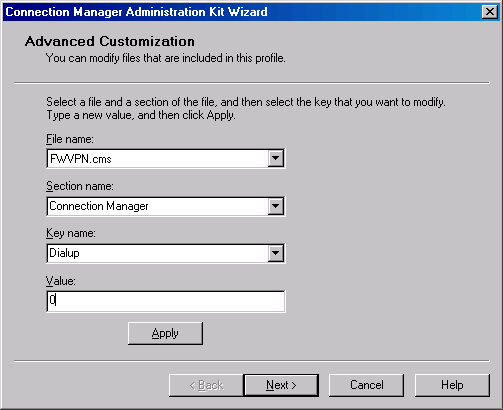 Connection Manager Administration Kit Wizard
Advanced Customization
You can modify files that are included in this profile.
Select a file and a section of the file, and then select the key that you want to modify.
Type a new value, and then click Apply.
File name:
FWVPN.cms
Section name:
Connection Manager
Key name:
Dialup
Value:
0
Apply
< Back Next > Cancel Help